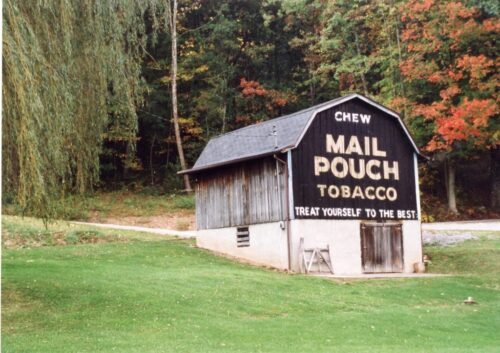 CHEW
MAIL
POUCH
TOBACCO
TREAT YOURSELF TO THE BEST